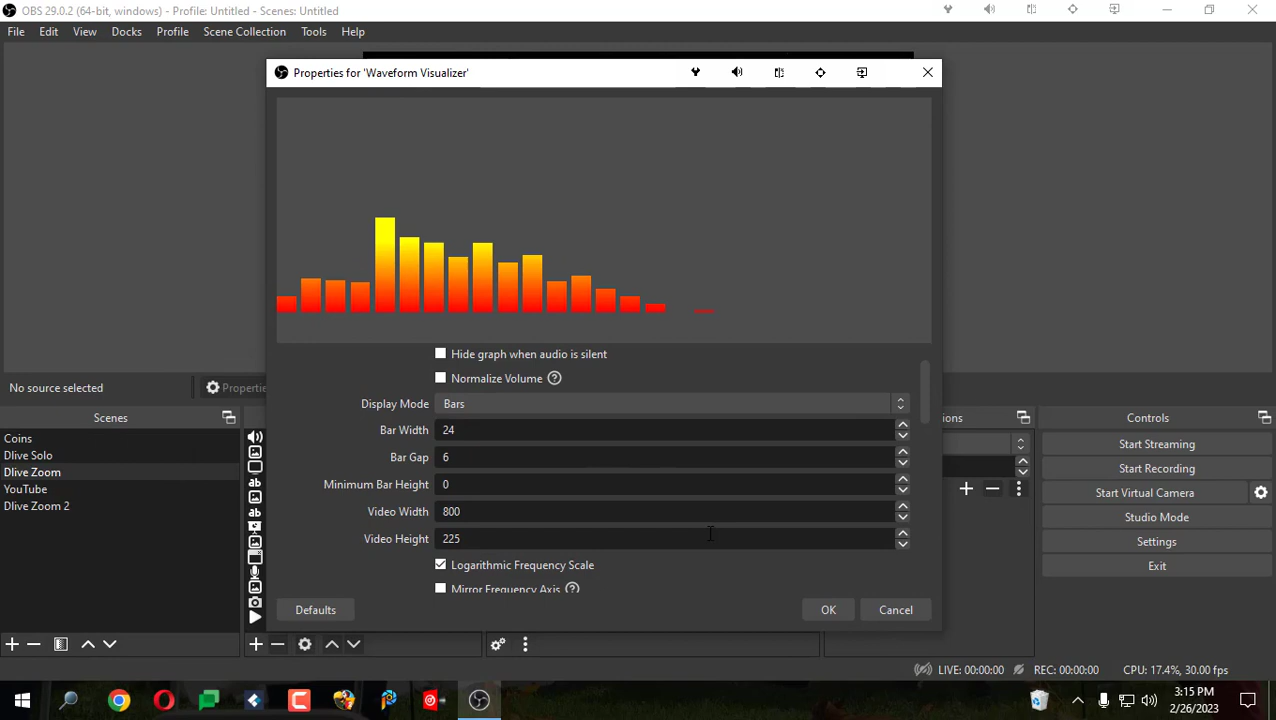 OBS 29.0.2 (64-bit, windows) - Profile: Untitled - Scenes: Untitled
File Edit View Docks Profile Scene Collection Tools Help
Properties for 'Waveform Visualizer'
Hide graph when audio is silent
Normalize Volume ?
Display Mode Bars
Bar Width 24
Bar Gap 6
Minimum Bar Height 0
Video Width 800
Video Height 225
Logarithmic Frequency Scale
Mirror Frequency Axis ?
Defaults OK Cancel
No source selected
Properties
Scenes
Coins
Dlive Solo
Dlive Zoom
YouTube
Dlive Zoom 2
ab
ab
ab
Controls
Start Streaming
Start Recording
Start Virtual Camera
Studio Mode
Settings
Exit
LIVE: 00:00:00 REC: 00:00:00 CPU: 17.4%, 30.00 fps
3:15 PM
2/26/2023